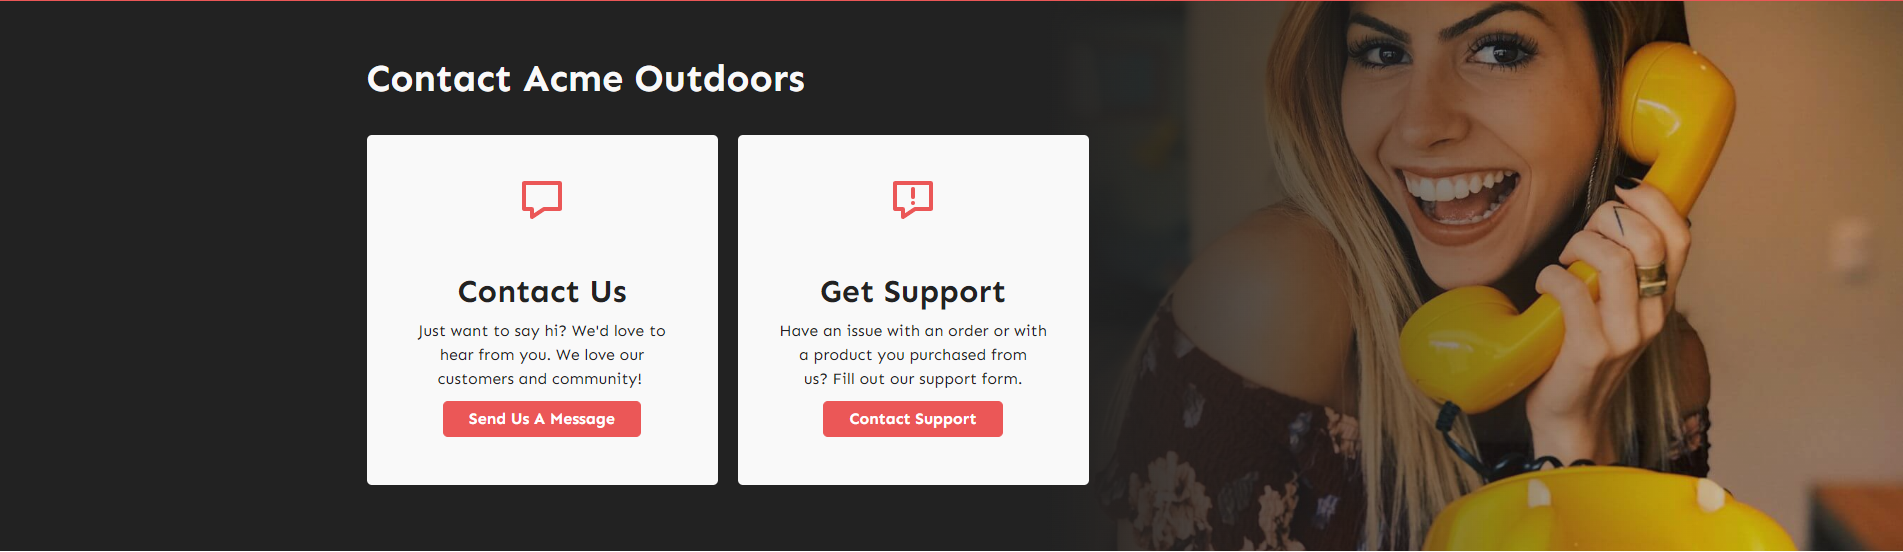 Contact Acme Outdoors
Contact Us
Just want to say hi? We'd love to
hear from you. We love our
customers and community!
Send Us A Message
Get Support
Have an issue with an order or with
a product you purchased from
us? Fill out our support form.
Contact Support